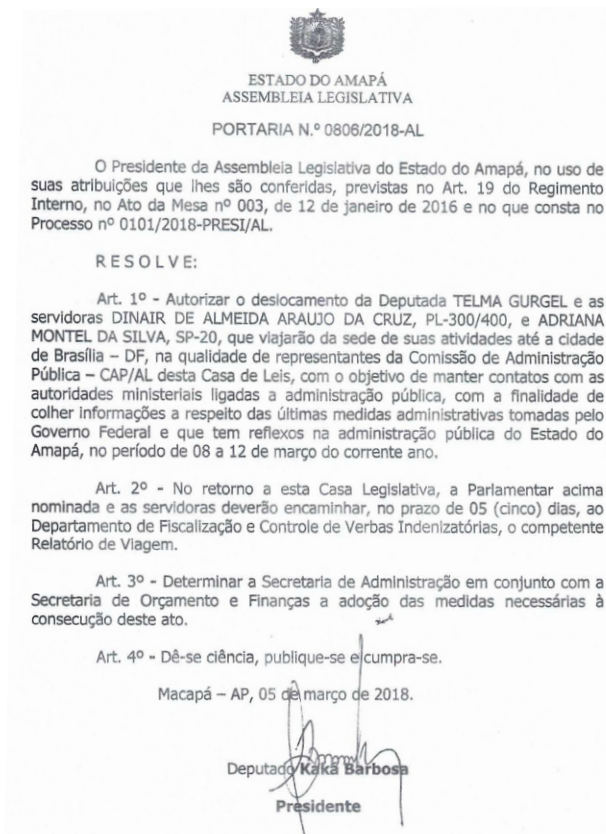 ESTADO DO AMAPÁ
ASSEMBLEIA LEGISLATIVA
PORTARIA N.º 0806/2018-AL
O Presidente da Assembleia Legislativa do Estado do Amapá, no uso de
suas atribuições que lhes são conferidas, previstas no Art. 19 do Regimento
Interno, no Ato da Mesa nº 003, de 12 de janeiro de 2016 e no que consta no
Processo nº 0101/2018-PRESI/AL.
R E S O L V E:
Art. 1º - Autorizar o deslocamento da Deputada TELMA GURGEL e as
servidoras DINAIR DE ALMEIDA ARAUJO DA CRUZ, PL-300/400, e ADRIANA
MONTEL DA SILVA, SP-20, que viajarão da sede de suas atividades até a cidade
de Brasília – DF, na qualidade de representantes da Comissão de Administração
Pública – CAP/AL desta Casa de Leis, com o objetivo de manter contatos com as
autoridades ministeriais ligadas a administração pública, com a finalidade de
colher informações a respeito das últimas medidas administrativas tomadas pelo
Governo Federal e que tem reflexos na administração pública do Estado do
Amapá, no período de 08 a 12 de março do corrente ano.
Art. 2º - No retorno a esta Casa Legislativa, a Parlamentar acima
nominada e as servidoras deverão encaminhar, no prazo de 05 (cinco) dias, ao
Departamento de Fiscalização e Controle de Verbas Indenizatórias, o competente
Relatório de Viagem.
Art. 3º - Determinar a Secretaria de Administração em conjunto com a
Secretaria de Orçamento e Finanças a adoção das medidas necessárias à
consecução deste ato.
Art. 4º - Dê-se ciência, publique-se e cumpra-se.
Macapá – AP, 05 de março de 2018.
Deputado Kaká Barbosa
Presidente